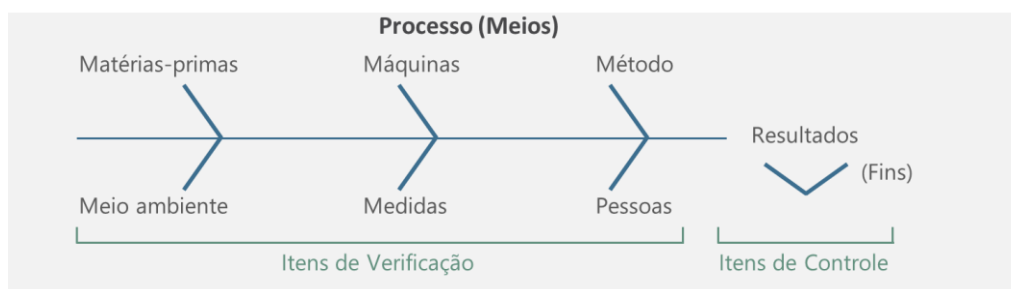 Processo (Meios)
Matérias-primas
Máquinas
Método
Resultados
(Fins)
Meio ambiente
Medidas
Pessoas
Itens de Verificação
Itens de Controle